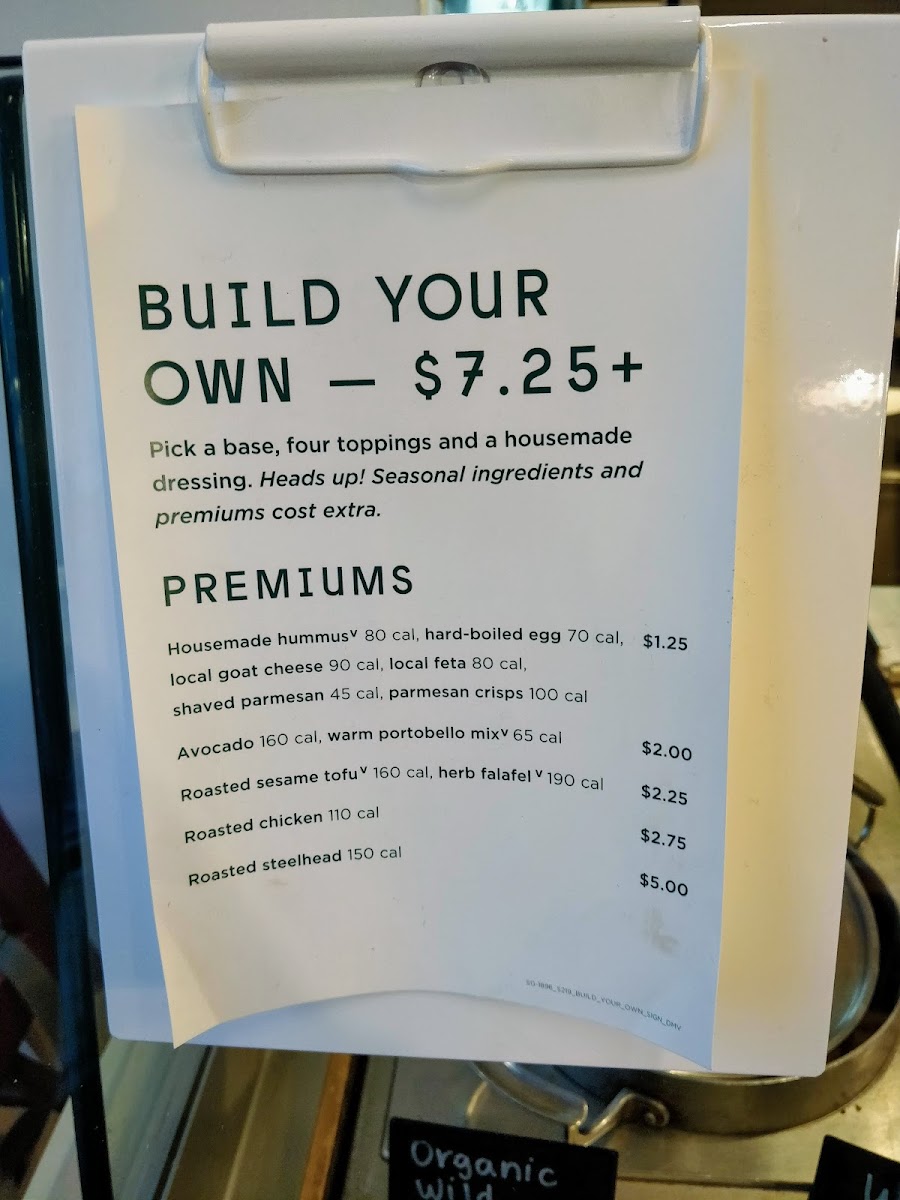 BUILD YOUR
OWN — $7.25+
Pick a base, four toppings and a housemade
dressing. Heads up! Seasonal ingredients and
premiums cost extra.
PREMIUMS
Housemade hummusᵛ 80 cal, hard-boiled egg 70 cal, $1.25
local goat cheese 90 cal, local feta 80 cal,
shaved parmesan 45 cal, parmesan crisps 100 cal
Avocado 160 cal, warm portobello mixᵛ 65 cal $2.00
Roasted sesame tofuᵛ 160 cal, herb falafelᵛ 190 cal $2.25
Roasted chicken 110 cal $2.75
Roasted steelhead 150 cal $5.00
Organic
Wild